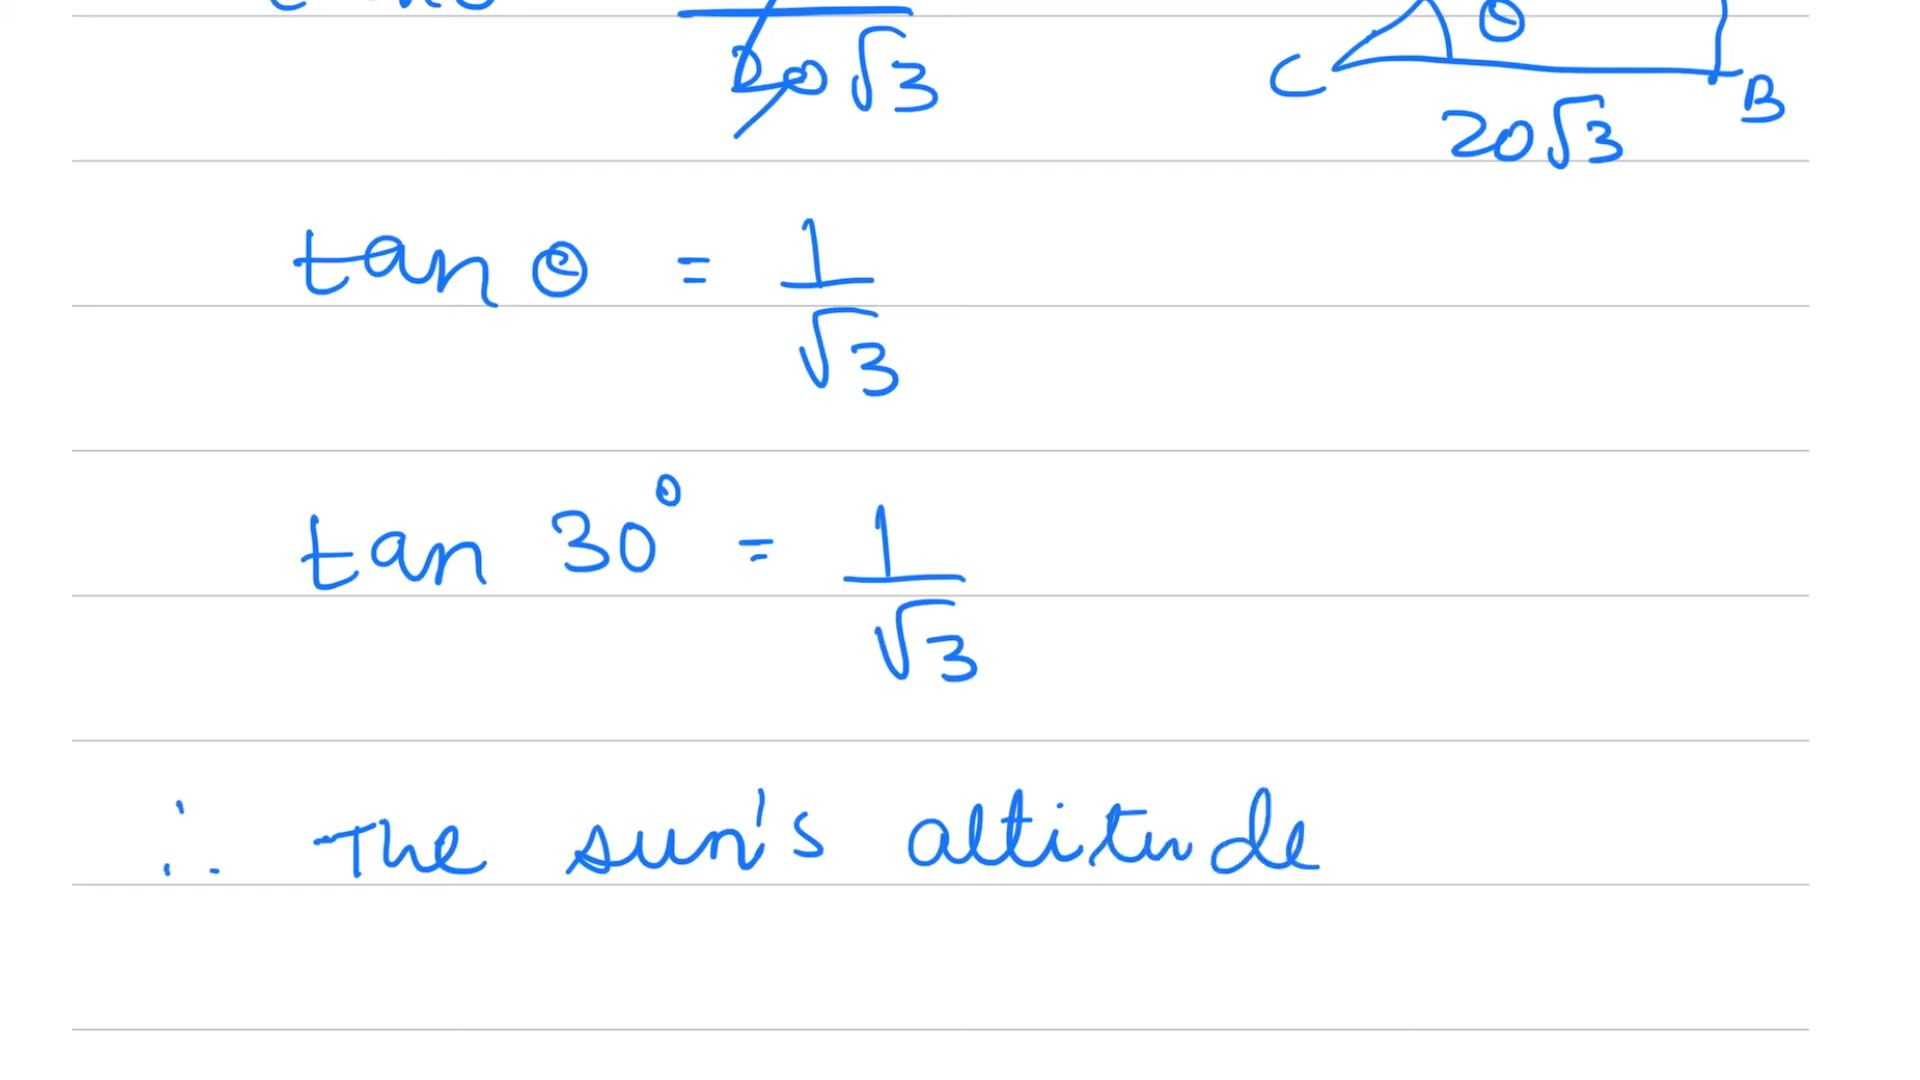 20√3
C θ B
20√3
tan θ = 1/√3
tan 30° = 1/√3
∴ The sun's altitude